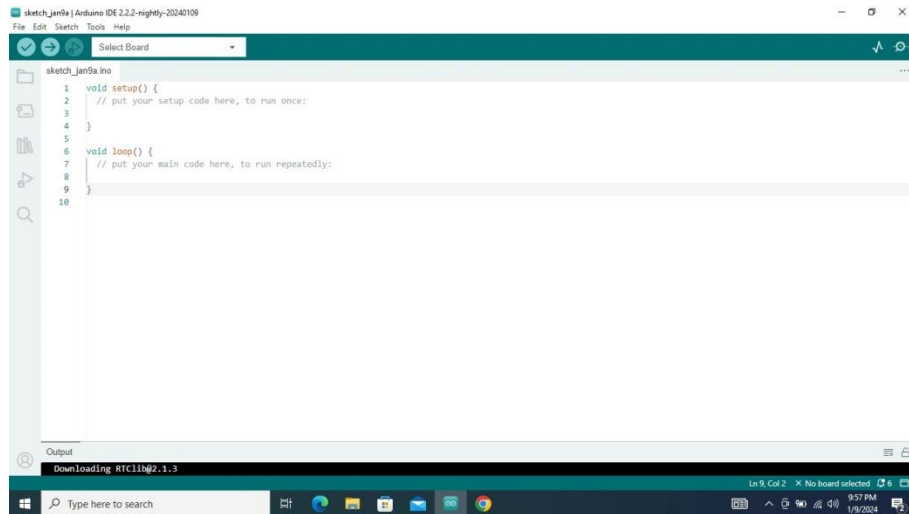 sketch_jan9a | Arduino IDE 2.2.2-nightly-20240109
File Edit Sketch Tools Help
Select Board
sketch_jan9a.ino
1 void setup() {
2 // put your setup code here, to run once:
3
4 }
5
6 void loop() {
7 // put your main code here, to run repeatedly:
8
9 }
10
Output
Downloading RTClib@2.1.3
Ln 9, Col 2 × No board selected 6
Type here to search
9:57 PM
1/9/2024
2